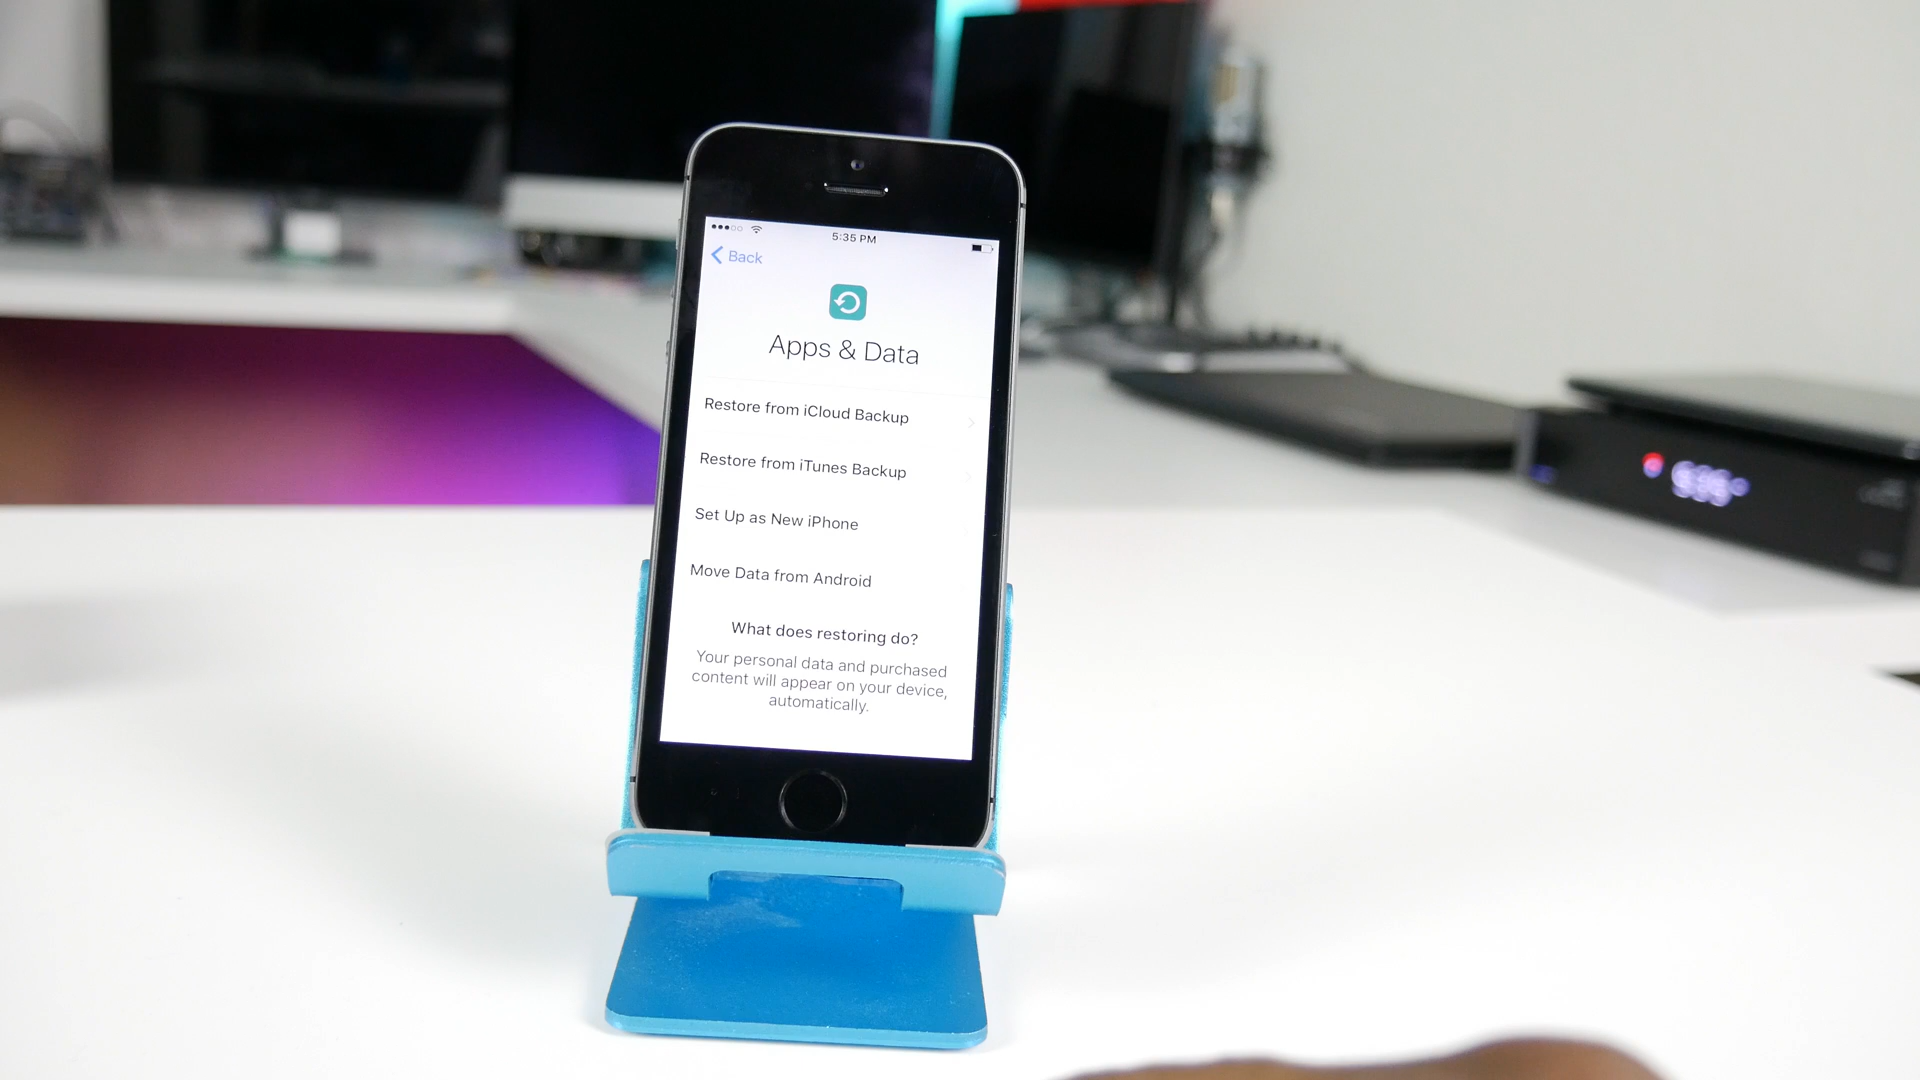 5:35 PM
Back
Apps & Data
Restore from iCloud Backup
Restore from iTunes Backup
Set Up as New iPhone
Move Data from Android
What does restoring do?
Your personal data and purchased
content will appear on your device,
automatically.